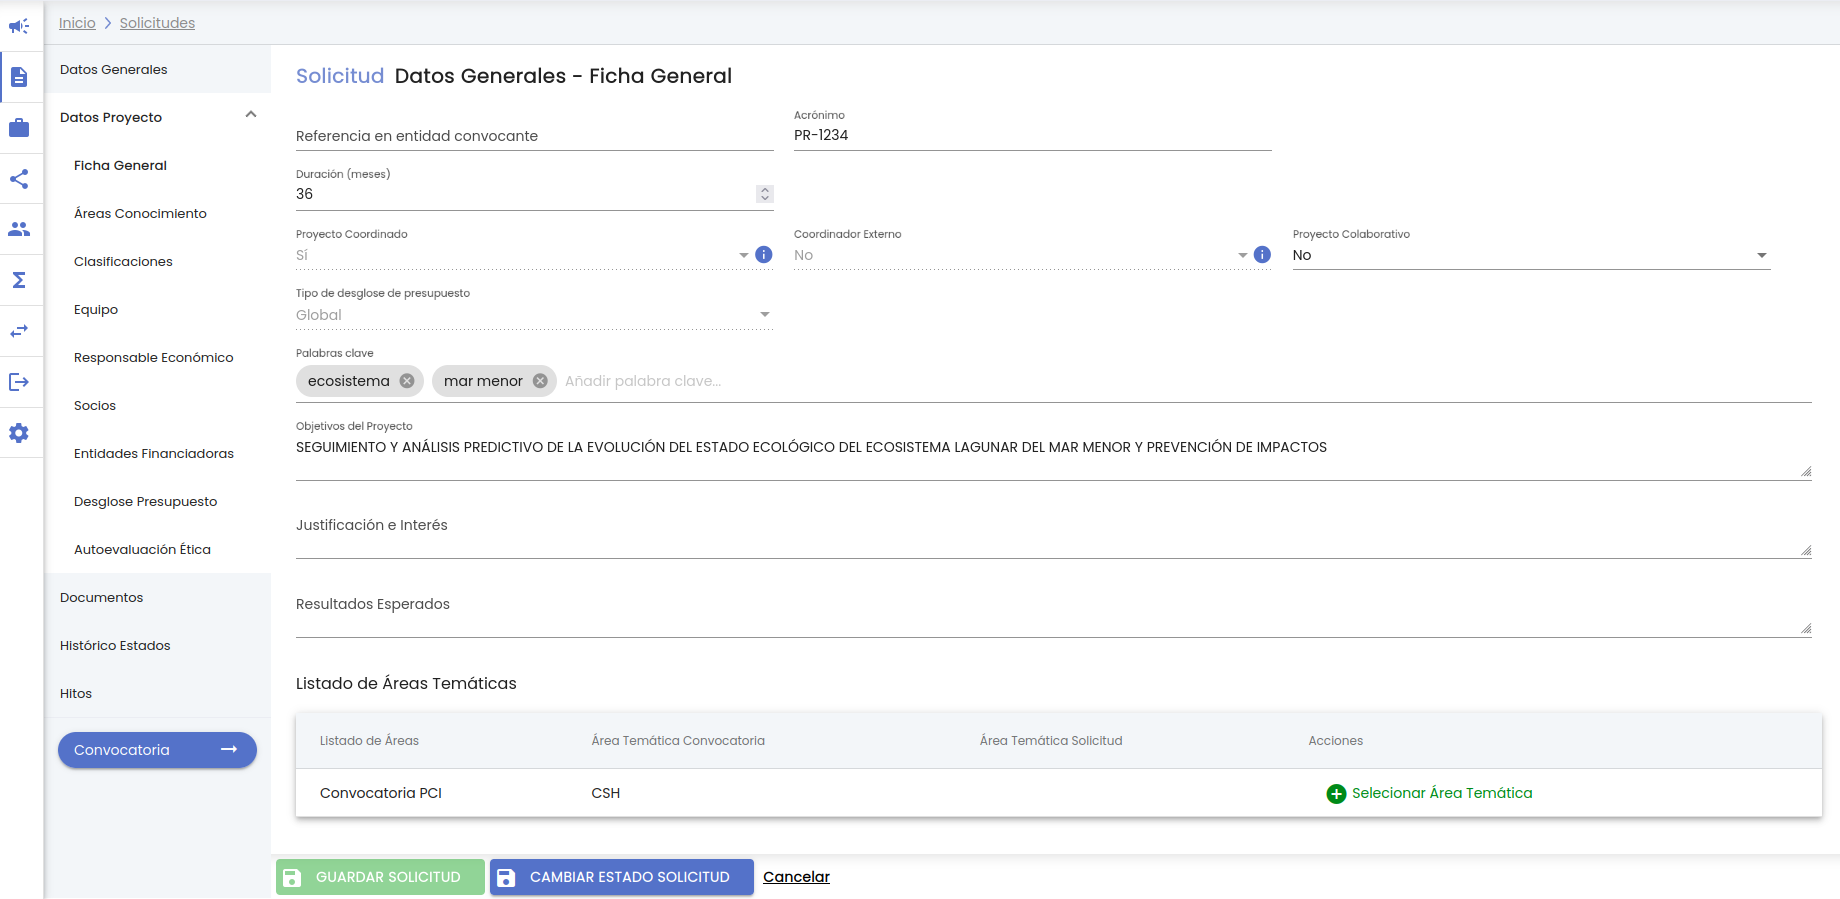 Inicio Solicitudes
Datos Generales
Datos Proyecto
Ficha General
Áreas Conocimiento
Clasificaciones
Equipo
Responsable Económico
Socios
Entidades Financiadoras
Desglose Presupuesto
Autoevaluación Ética
Documentos
Histórico Estados
Hitos
Convocatoria
Solicitud Datos Generales - Ficha General
Referencia en entidad convocante
Acrónimo
PR-1234
Duración (meses)
36
Proyecto Coordinado
Sí
Coordinador Externo
No
Proyecto Colaborativo
No
Tipo de desglose de presupuesto
Global
Palabras clave
ecosistema mar menor Añadir palabra clave...
Objetivos del Proyecto
SEGUIMIENTO Y ANÁLISIS PREDICTIVO DE LA EVOLUCIÓN DEL ESTADO ECOLÓGICO DEL ECOSISTEMA LAGUNAR DEL MAR MENOR Y PREVENCIÓN DE IMPACTOS
Justificación e Interés
Resultados Esperados
Listado de Áreas Temáticas
Listado de Áreas Área Temática Convocatoria Área Temática Solicitud Acciones
Convocatoria PCI CSH Selecionar Área Temática
GUARDAR SOLICITUD CAMBIAR ESTADO SOLICITUD Cancelar